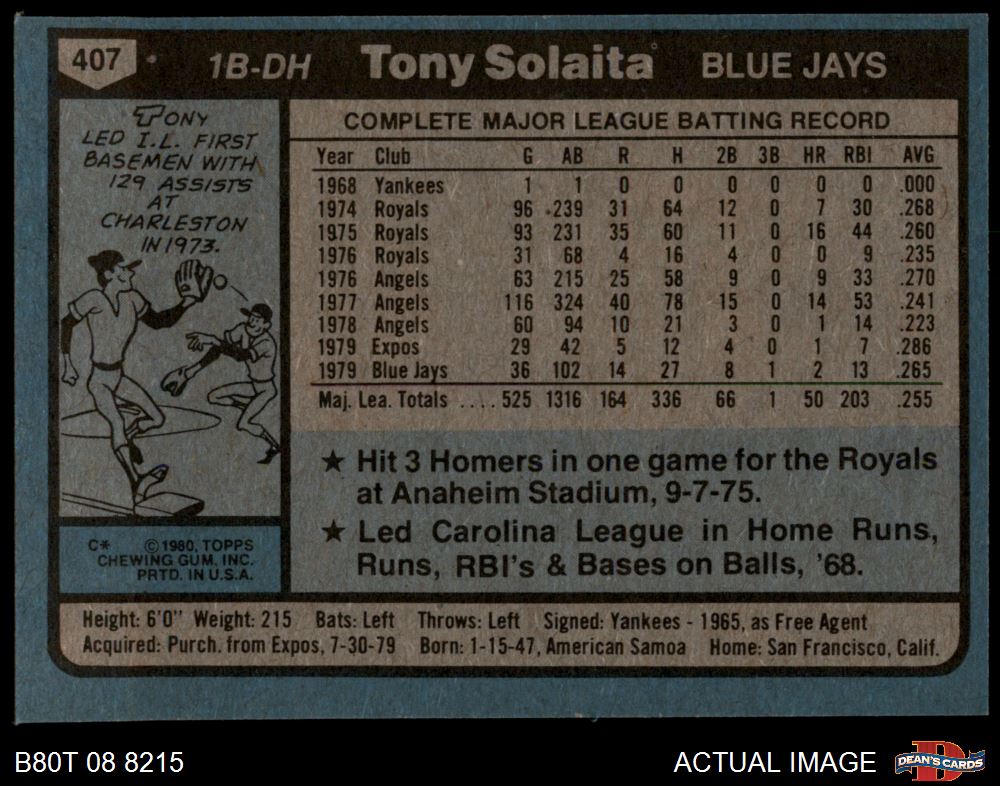 407 1B-DH Tony Solaita BLUE JAYS
TONY
LED I.L. FIRST
BASEMEN WITH
129 ASSISTS
AT
CHARLESTON
IN 1973.
C* ©1980, TOPPS
CHEWING GUM, INC.
PRTD. IN U.S.A.
COMPLETE MAJOR LEAGUE BATTING RECORD
Year Club G AB R H 2B 3B HR RBI AVG
1968 Yankees 1 1 0 0 0 0 0 0 .000
1974 Royals 96 239 31 64 12 0 7 30 .268
1975 Royals 93 231 35 60 11 0 16 44 .260
1976 Royals 31 68 4 16 4 0 0 9 .235
1976 Angels 63 215 25 58 9 0 9 33 .270
1977 Angels 116 324 40 78 15 0 14 53 .241
1978 Angels 60 94 10 21 3 0 1 14 .223
1979 Expos 29 42 5 12 4 0 1 7 .286
1979 Blue Jays 36 102 14 27 8 1 2 13 .265
Maj. Lea. Totals .... 525 1316 164 336 66 1 50 203 .255
★ Hit 3 Homers in one game for the Royals
at Anaheim Stadium, 9-7-75.
★ Led Carolina League in Home Runs,
Runs, RBI's & Bases on Balls, '68.
Height: 6'0" Weight: 215 Bats: Left Throws: Left Signed: Yankees - 1965, as Free Agent
Acquired: Purch. from Expos, 7-30-79 Born: 1-15-47, American Samoa Home: San Francisco, Calif.
B80T 08 8215 ACTUAL IMAGE DEAN'S CARDS